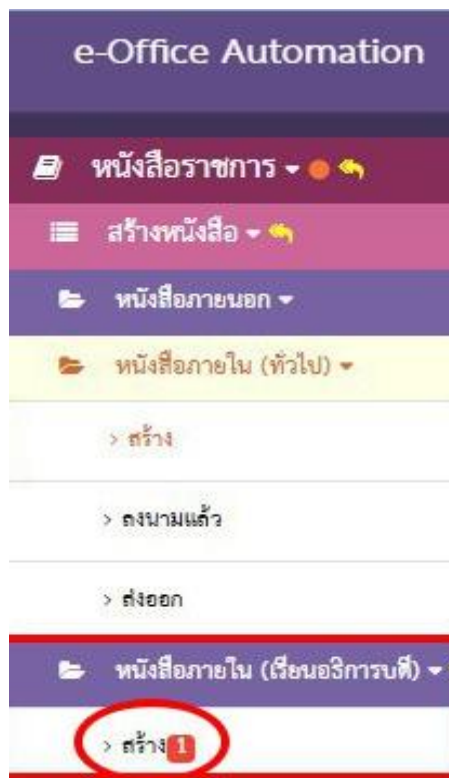 e-Office Automation
หนังสือราชการ
สร้างหนังสือ
หนังสือภายนอก
หนังสือภายใน (ทั่วไป)
> สร้าง
> ลงนามแล้ว
> ส่งออก
หนังสือภายใน (เรียนอธิการบดี)
> สร้าง 1